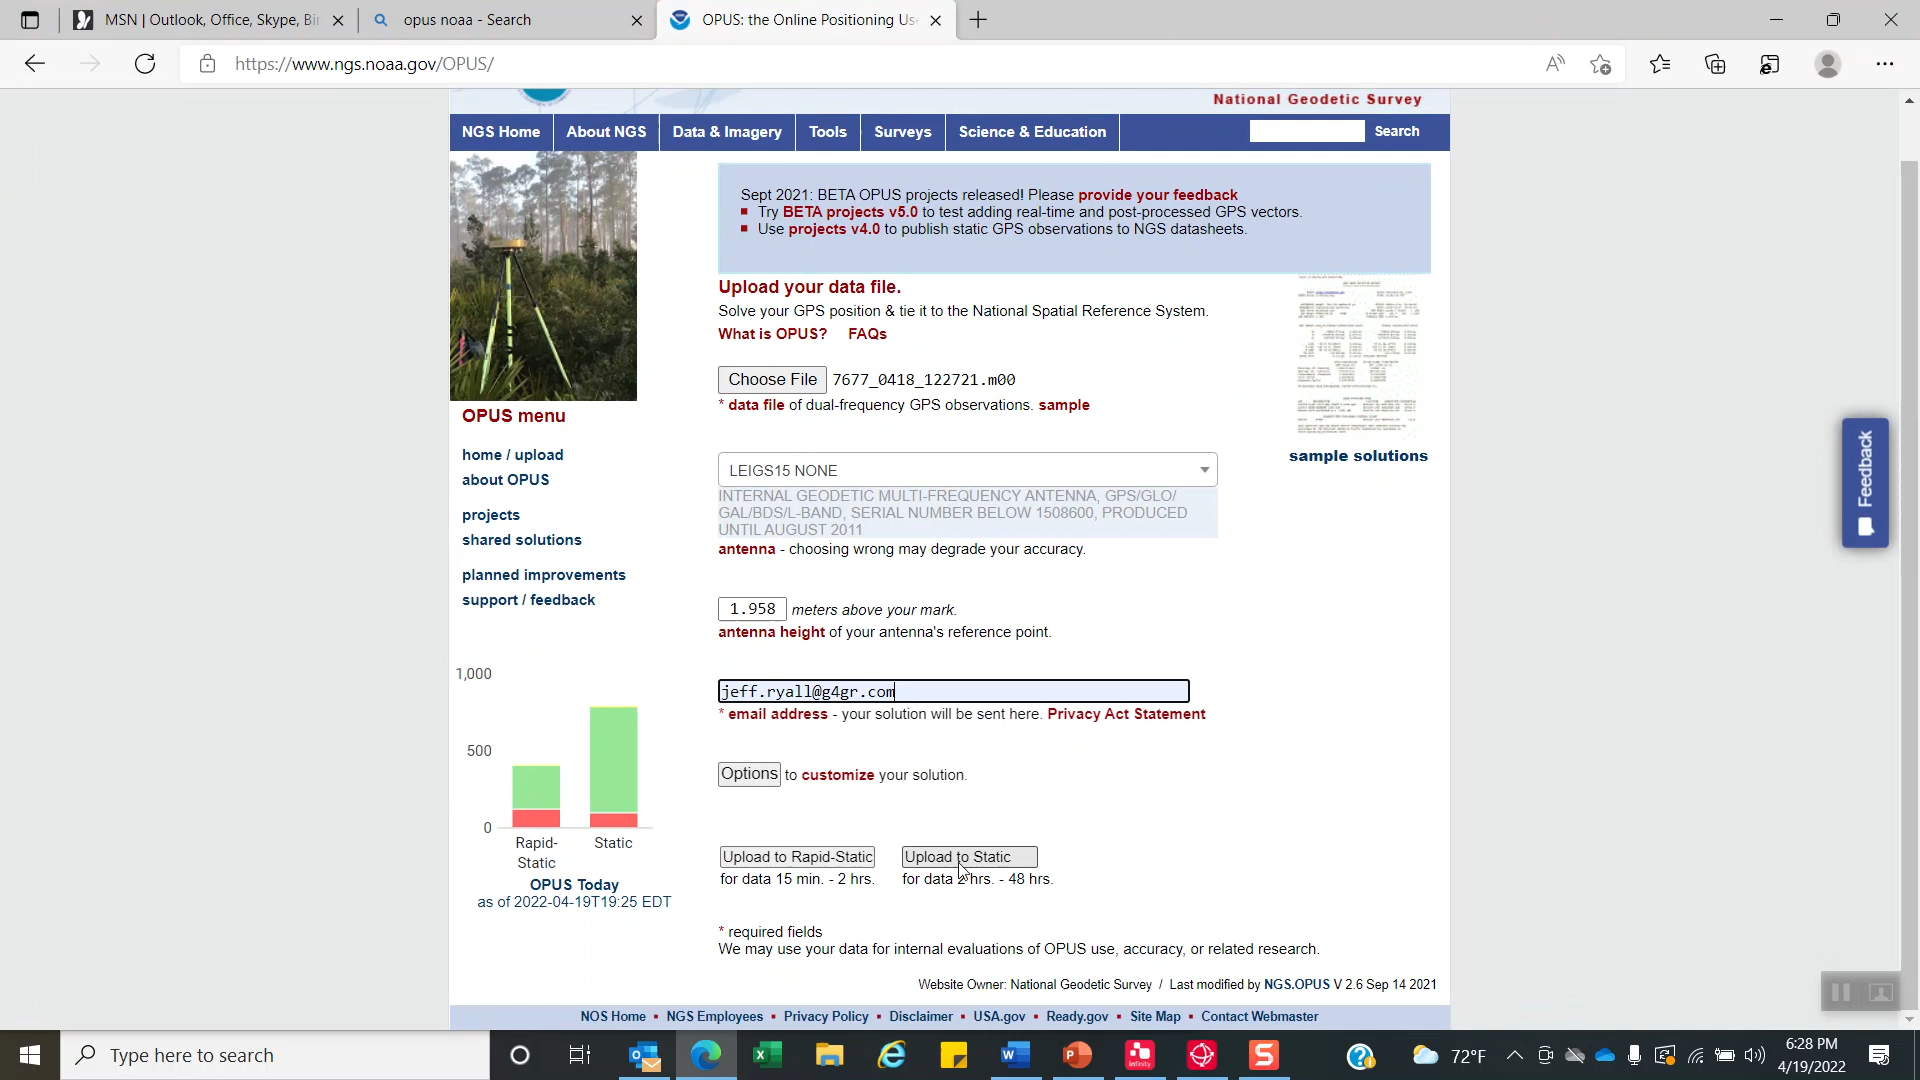 MSN | Outlook, Office, Skype, Bi
opus noaa - Search
OPUS: the Online Positioning Us
https://www.ngs.noaa.gov/OPUS/
National Geodetic Survey
NGS Home
About NGS
Data & Imagery
Tools
Surveys
Science & Education
Search
Sept 2021: BETA OPUS projects released! Please provide your feedback
Try BETA projects v5.0 to test adding real-time and post-processed GPS vectors.
Use projects v4.0 to publish static GPS observations to NGS datasheets.
Upload your data file.
Solve your GPS position & tie it to the National Spatial Reference System.
What is OPUS? FAQs
Choose File 7677_0418_122721.m00
* data file of dual-frequency GPS observations. sample
sample solutions
LEIGS15 NONE
INTERNAL GEODETIC MULTI-FREQUENCY ANTENNA, GPS/GLO/
GAL/BDS/L-BAND, SERIAL NUMBER BELOW 1508600, PRODUCED
UNTIL AUGUST 2011
antenna - choosing wrong may degrade your accuracy.
1.958 meters above your mark.
antenna height of your antenna's reference point.
jeff.ryall@g4gr.com
* email address - your solution will be sent here. Privacy Act Statement
Options to customize your solution.
Upload to Rapid-Static
for data 15 min. - 2 hrs.
Upload to Static
for data 2 hrs. - 48 hrs.
* required fields
We may use your data for internal evaluations of OPUS use, accuracy, or related research.
OPUS menu
home / upload
about OPUS
projects
shared solutions
planned improvements
support / feedback
1,000
500
0
Rapid-
Static
Static
OPUS Today
as of 2022-04-19T19:25 EDT
Feedback
Website Owner: National Geodetic Survey / Last modified by NGS.OPUS V 2.6 Sep 14 2021
NOS Home ▪ NGS Employees ▪ Privacy Policy ▪ Disclaimer ▪ USA.gov ▪ Ready.gov ▪ Site Map ▪ Contact Webmaster
Type here to search
72°F
6:28 PM
4/19/2022